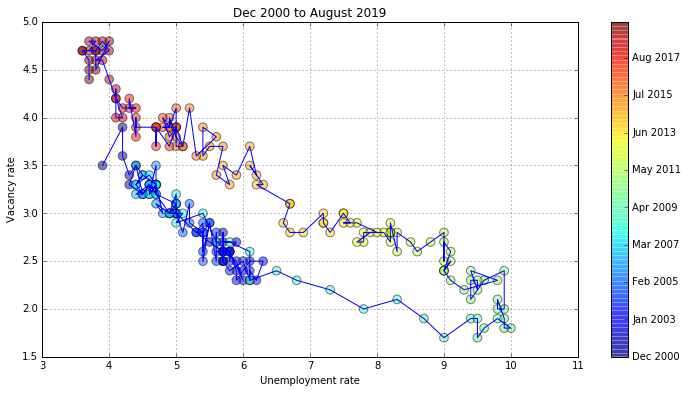 Dec 2000 to August 2019
5.0
4.5
4.0
3.5
3.0
2.5
2.0
1.5
Vacancy rate
3
4
5
6
7
8
9
10
11
Unemployment rate
Aug 2017
Jul 2015
Jun 2013
May 2011
Apr 2009
Mar 2007
Feb 2005
Jan 2003
Dec 2000